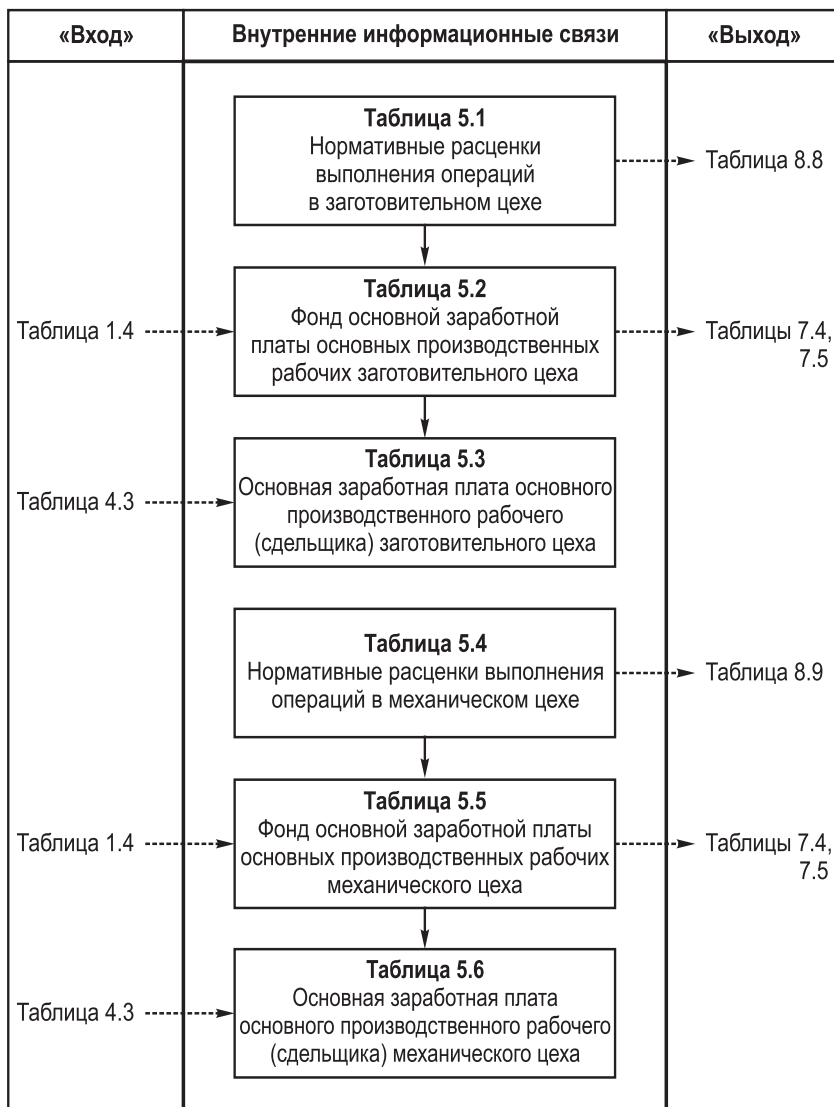 «Вход»
Внутренние информационные связи
«Выход»
Таблица 5.1
Нормативные расценки
выполнения операций
в заготовительном цехе
Таблица 8.8
Таблица 1.4
Таблица 5.2
Фонд основной заработной
платы основных производственных
рабочих заготовительного цеха
Таблицы 7.4,
7.5
Таблица 4.3
Таблица 5.3
Основная заработная плата основного
производственного рабочего
(сдельщика) заготовительного цеха
Таблица 5.4
Нормативные расценки выполнения
операций в механическом цехе
Таблица 8.9
Таблица 1.4
Таблица 5.5
Фонд основной заработной платы
основных производственных рабочих
механического цеха
Таблицы 7.4,
7.5
Таблица 4.3
Таблица 5.6
Основная заработная плата
основного производственного рабочего
(сдельщика) механического цеха